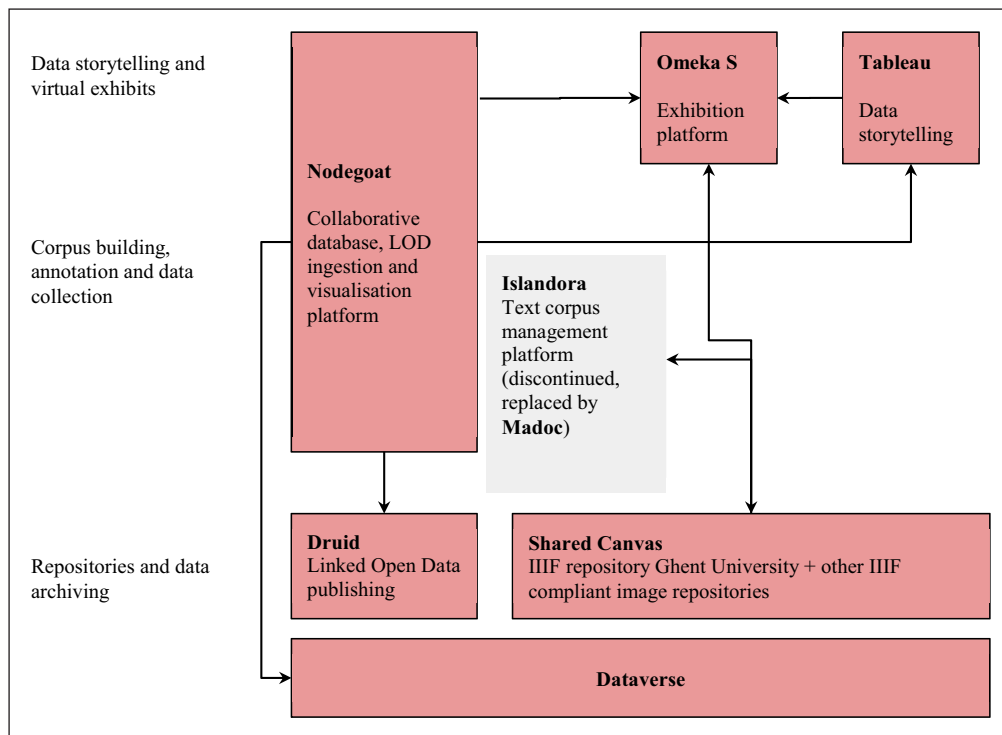 Data storytelling and
virtual exhibits
Omeka S
Exhibition
platform
Tableau
Data
storytelling
Nodegoat
Collaborative
database, LOD
ingestion and
visualisation
platform
Corpus building,
annotation and data
collection
Islandora
Text corpus
management
platform
(discontinued,
replaced by
Madoc)
Repositories and data
archiving
Druid
Linked Open Data
publishing
Shared Canvas
IIIF repository Ghent University + other IIIF
compliant image repositories
Dataverse